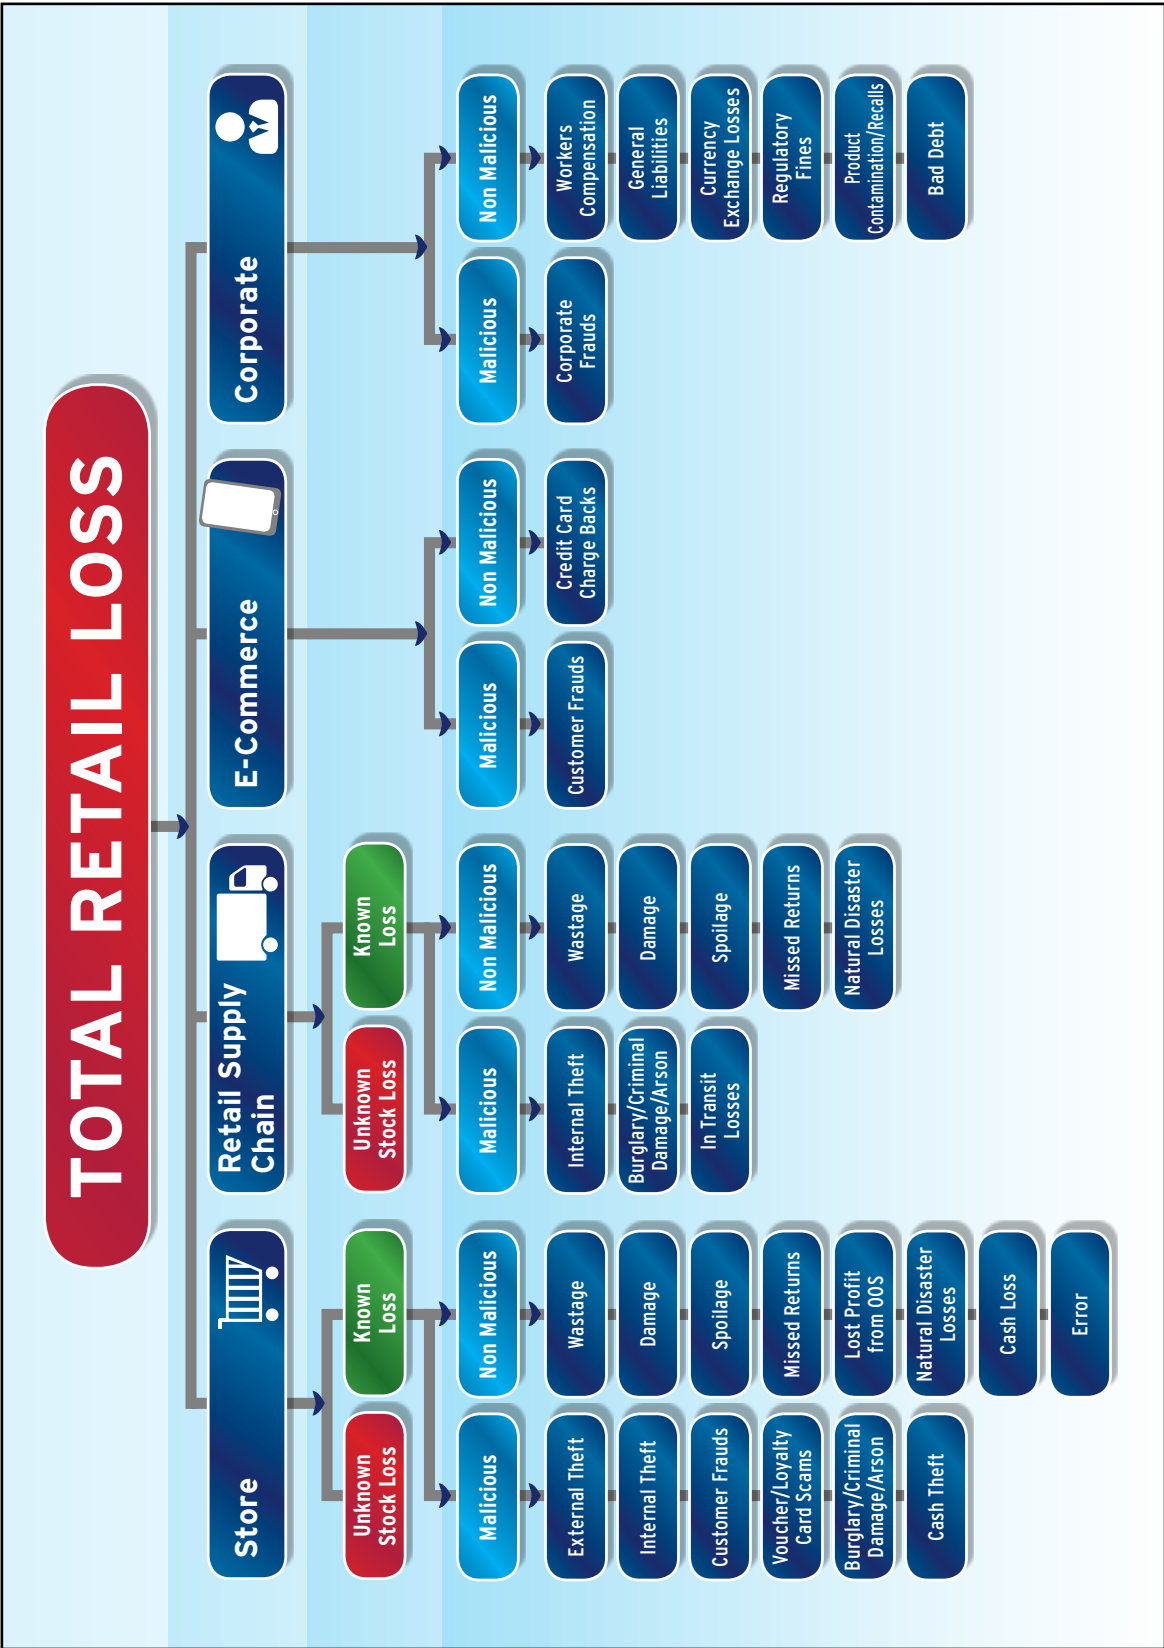 TOTAL RETAIL LOSS
Store
Retail Supply
Chain
E-Commerce
Corporate
Unknown
Stock Loss
Known
Loss
Unknown
Stock Loss
Known
Loss
Malicious
Non Malicious
Malicious
Non Malicious
Malicious
Non Malicious
Malicious
Non Malicious
External Theft
Internal Theft
Customer Frauds
Voucher/Loyalty
Card Scams
Burglary/Criminal
Damage/Arson
Cash Theft
Wastage
Damage
Spoilage
Missed Returns
Lost Profit
from OOS
Natural Disaster
Losses
Cash Loss
Error
Internal Theft
Burglary/Criminal
Damage/Arson
In Transit
Losses
Wastage
Damage
Spoilage
Missed Returns
Natural Disaster
Losses
Customer Frauds
Credit Card
Charge Backs
Corporate
Frauds
Workers
Compensation
General
Liabilities
Currency
Exchange Losses
Regulatory
Fines
Product
Contamination/Recalls
Bad Debt